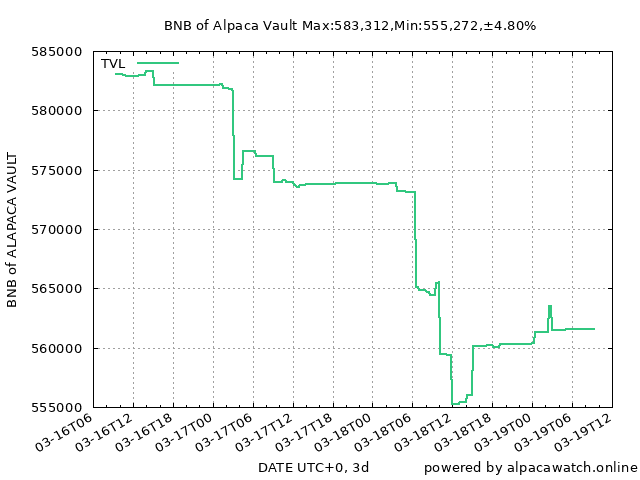 BNB of Alpaca Vault Max:583,312,Min:555,272,±4.80%
TVL
BNB of ALAPACA VAULT
585000
580000
575000
570000
565000
560000
555000
03-16T06
03-16T12
03-16T18
03-17T00
03-17T06
03-17T12
03-17T18
03-18T00
03-18T06
03-18T12
03-18T18
03-19T00
03-19T06
03-19T12
DATE UTC+0, 3d
powered by alpacawatch.online